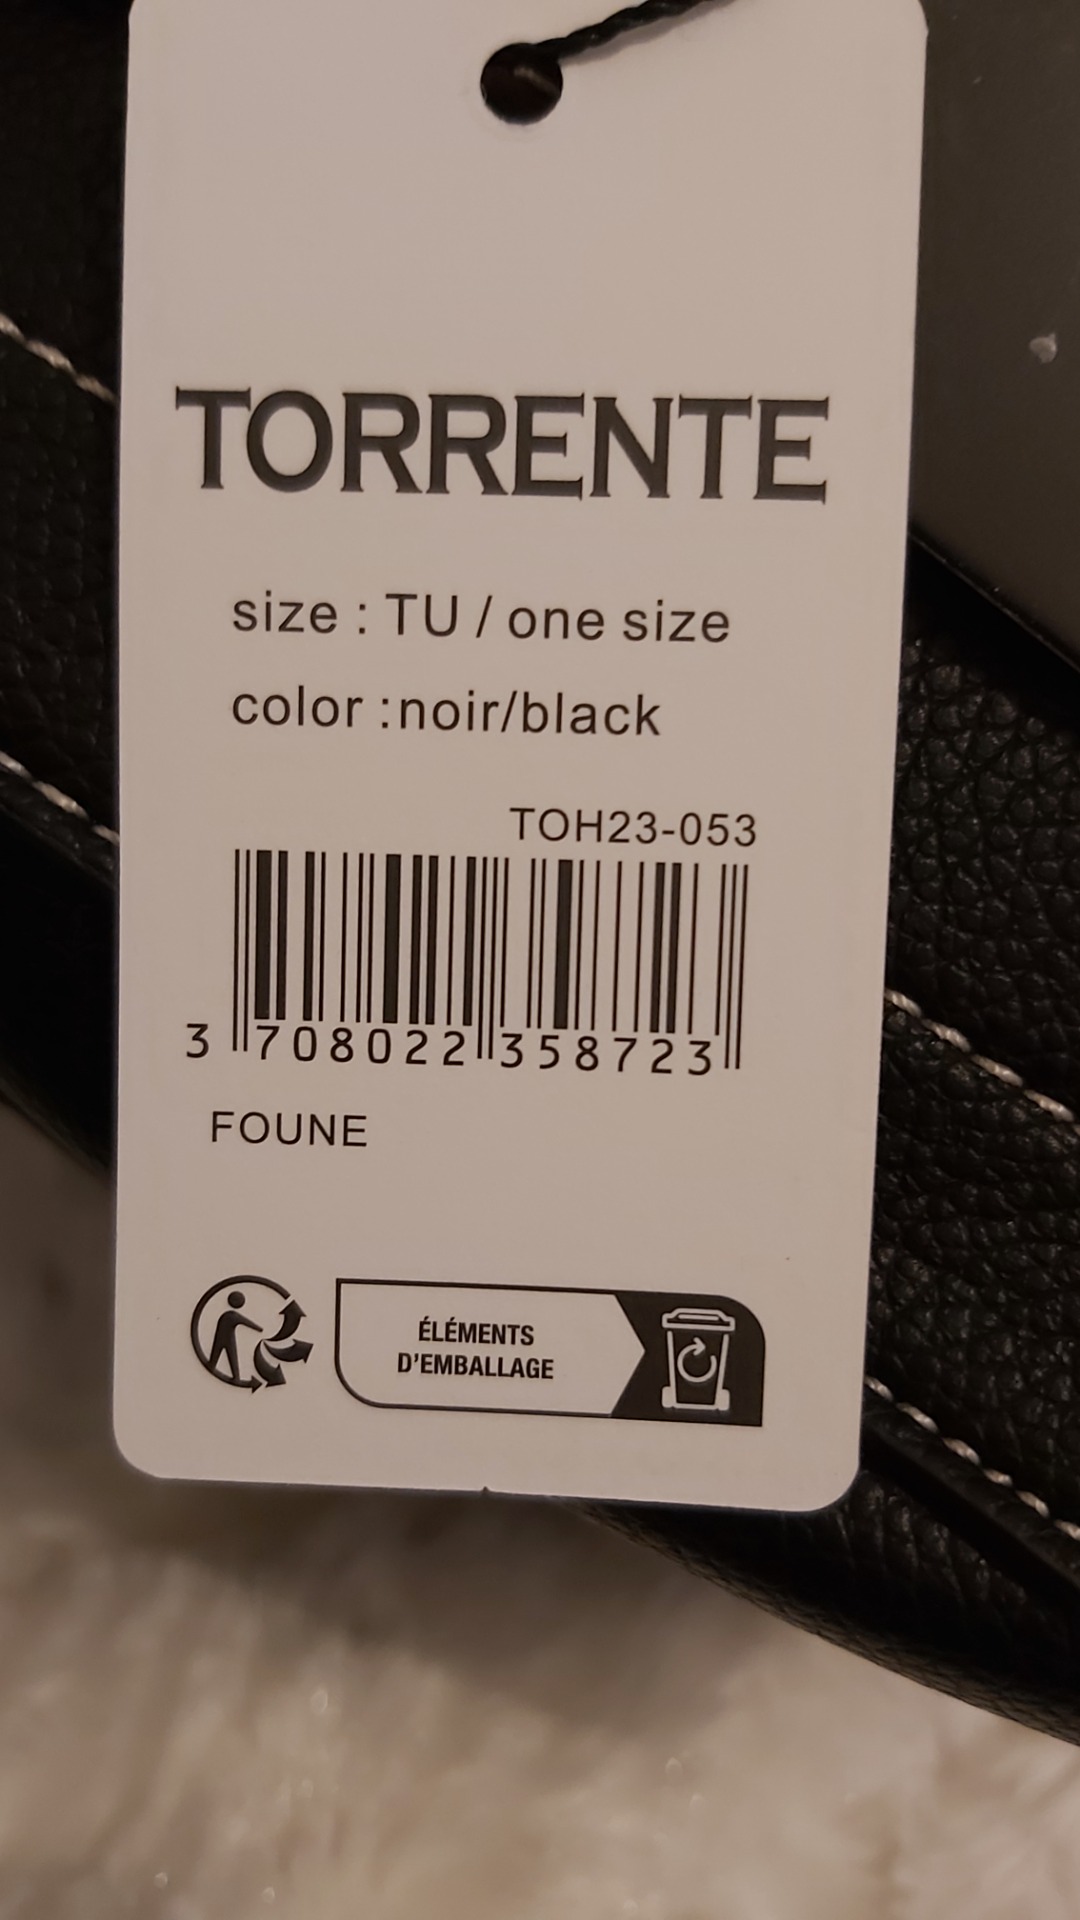 TORRENTE
size : TU / one size
color :noir/black
TOH23-053
3 708022 358723
FOUNE
ÉLÉMENTS
D'EMBALLAGE